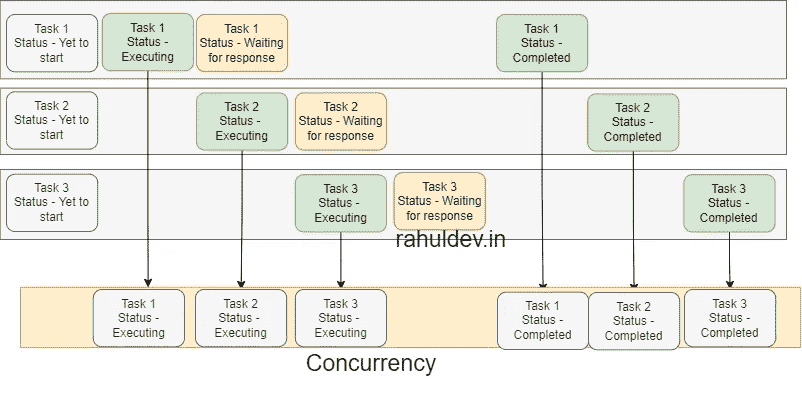 Task 1
Status - Yet to
start
Task 1
Status -
Executing
Task 1
Status - Waiting
for response
Task 1
Status -
Completed
Task 2
Status - Yet to
start
Task 2
Status -
Executing
Task 2
Status - Waiting
for response
Task 2
Status -
Completed
Task 3
Status - Yet to
start
Task 3
Status -
Executing
Task 3
Status - Waiting
for response
Task 3
Status -
Completed
rahuldev.in
Task 1
Status -
Executing
Task 2
Status -
Executing
Task 3
Status -
Executing
Task 1
Status -
Completed
Task 2
Status -
Completed
Task 3
Status -
Completed
Concurrency